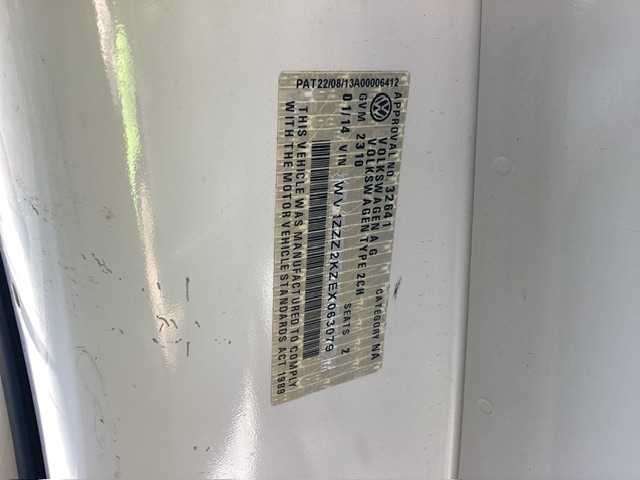 PAT22/08/13A00006412
APPROVAL NO. 32641 CATEGORY NA
VOLKSWAGEN A G
VOLKSWAGEN TYPE 2CH
GVM 2310 SEATS 2
01/14 VIN WV1ZZZ2KZEX063079
THIS VEHICLE WAS MANUFACTURED TO COMPLY
WITH THE MOTOR VEHICLE STANDARDS ACT 1989